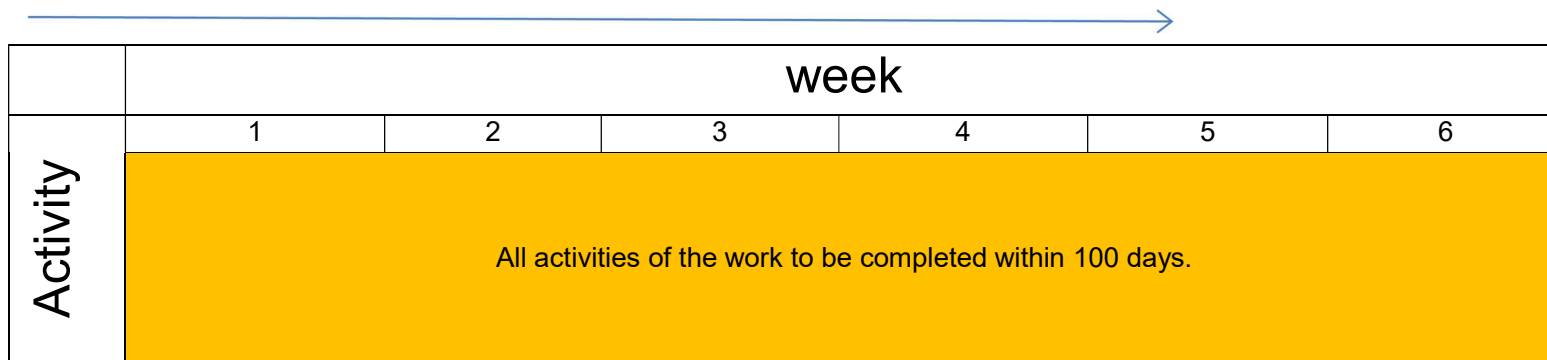 week
1 2 3 4 5 6
Activity
All activities of the work to be completed within 100 days.